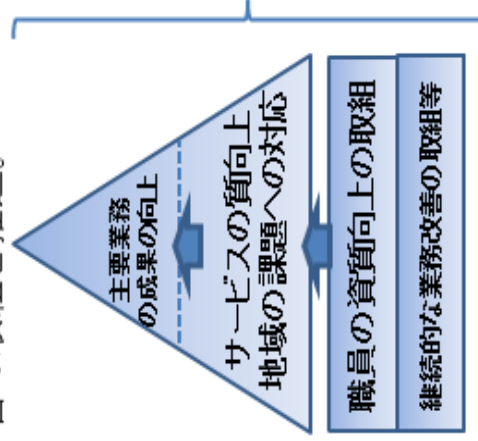 主要業務
の成果の向上
サービスの質向上
地域の課題への対応
職員の資質向上の取組
継続的な業務改善の取組等